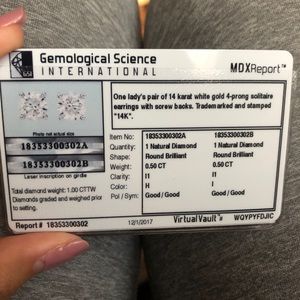 GSI
Gemological Science
INTERNATIONAL
MDXReport™
One lady's pair of 14 karat white gold 4-prong solitaire
earrings with screw backs. Trademarked and stamped
"14K".
Photo not actual size
18353300302A
18353300302B
Laser inscription on girdle
Total diamond weight: 1.00 CTTW
Diamonds graded and weighed prior
to setting.
Item No: 18353300302A 18353300302B
Quantity: 1 Natural Diamond 1 Natural Diamond
Shape: Round Brilliant Round Brilliant
Weight: 0.50 CT 0.50 CT
Clarity: I1 I1
Color: H I
Pol / Sym: Good / Good Good / Good
Report # 18353300302 12/1/2017 VirtualVault™# WQYPYFDJIC